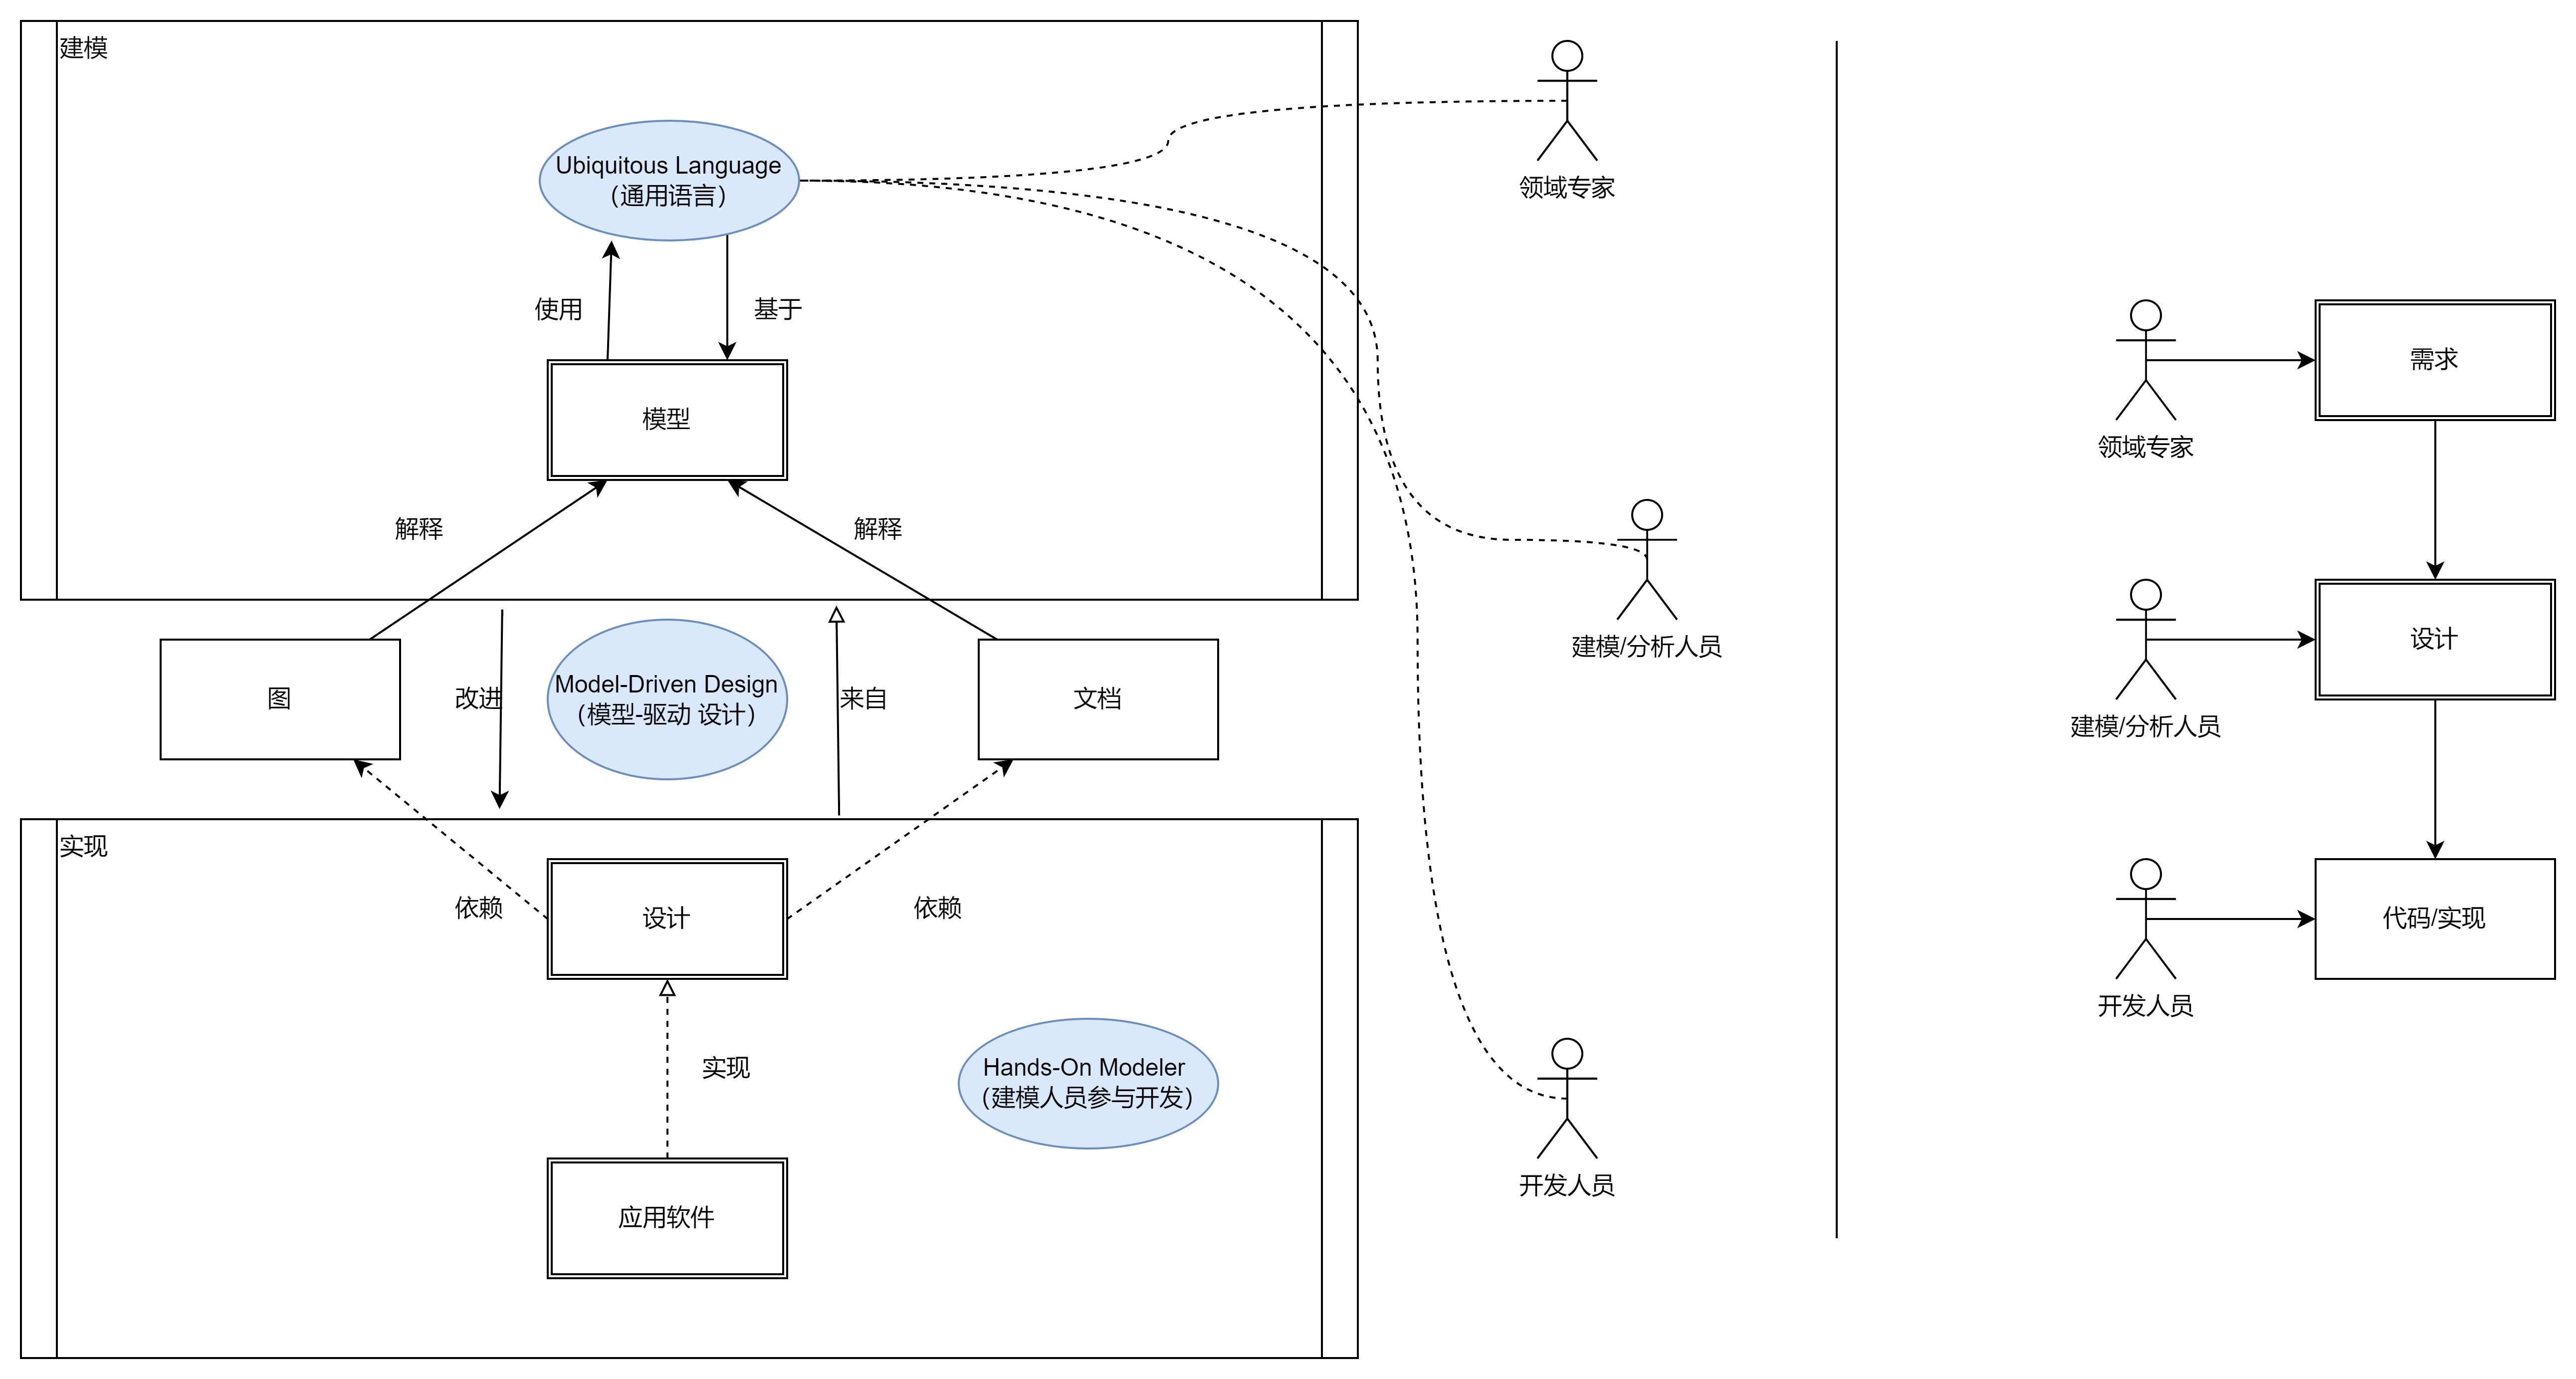 建模
Ubiquitous Language
（通用语言）
使用
基于
模型
解释
解释
图
改进
Model-Driven Design
（模型-驱动 设计）
来自
文档
实现
依赖
设计
依赖
实现
Hands-On Modeler
（建模人员参与开发）
应用软件
领域专家
建模/分析人员
开发人员
领域专家
需求
建模/分析人员
设计
开发人员
代码/实现